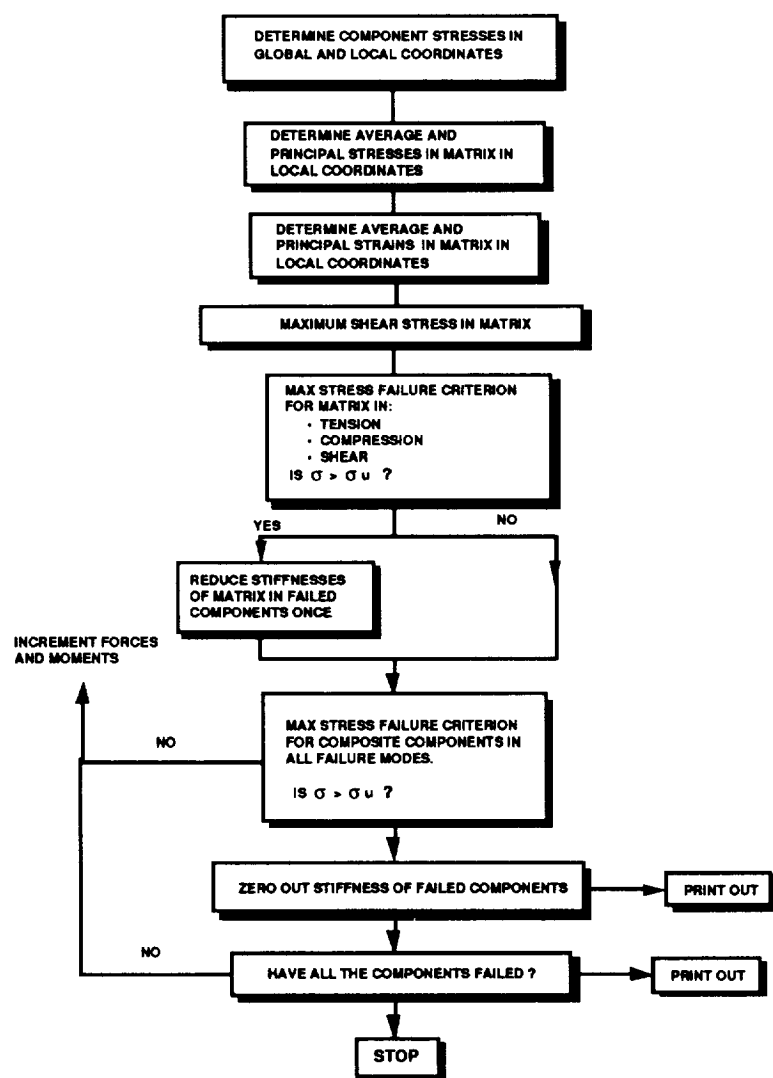 DETERMINE COMPONENT STRESSES IN
GLOBAL AND LOCAL COORDINATES
DETERMINE AVERAGE AND
PRINCIPAL STRESSES IN MATRIX IN
LOCAL COORDINATES
DETERMINE AVERAGE AND
PRINCIPAL STRAINS IN MATRIX IN
LOCAL COORDINATES
MAXIMUM SHEAR STRESS IN MATRIX
MAX STRESS FAILURE CRITERION
FOR MATRIX IN:
• TENSION
• COMPRESSION
• SHEAR
IS σ > σ u ?
YES
NO
REDUCE STIFFNESSES
OF MATRIX IN FAILED
COMPONENTS ONCE
INCREMENT FORCES
AND MOMENTS
NO
MAX STRESS FAILURE CRITERION
FOR COMPOSITE COMPONENTS IN
ALL FAILURE MODES.
IS σ > σ u ?
ZERO OUT STIFFNESS OF FAILED COMPONENTS
PRINT OUT
NO
HAVE ALL THE COMPONENTS FAILED ?
PRINT OUT
STOP